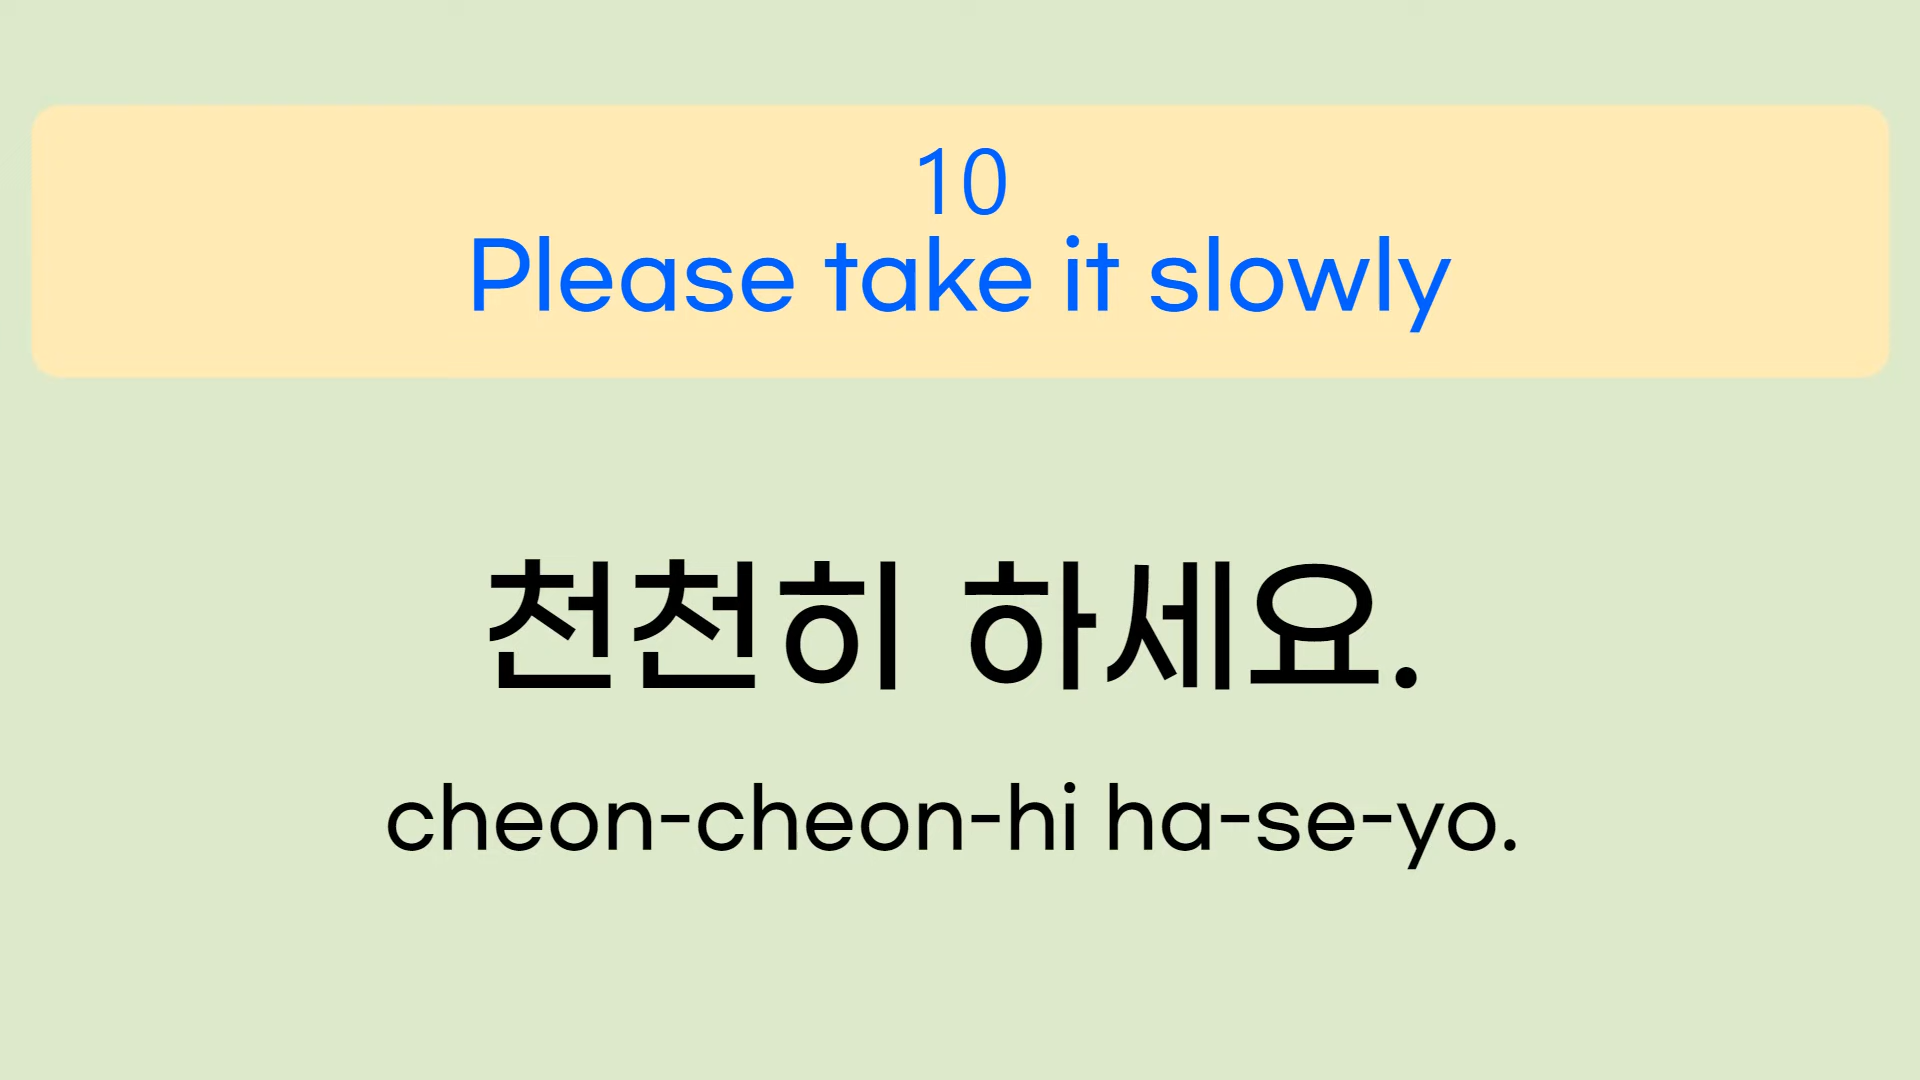 10
Please take it slowly
천천히 하세요.
cheon-cheon-hi ha-se-yo.